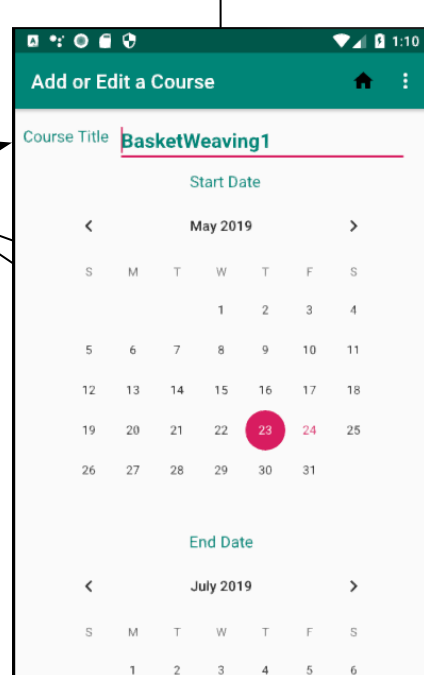 1:10
Add or Edit a Course
Course Title BasketWeaving1
Start Date
May 2019
S M T W T F S
1 2 3 4
5 6 7 8 9 10 11
12 13 14 15 16 17 18
19 20 21 22 23 24 25
26 27 28 29 30 31
End Date
July 2019
S M T W T F S
1 2 3 4 5 6